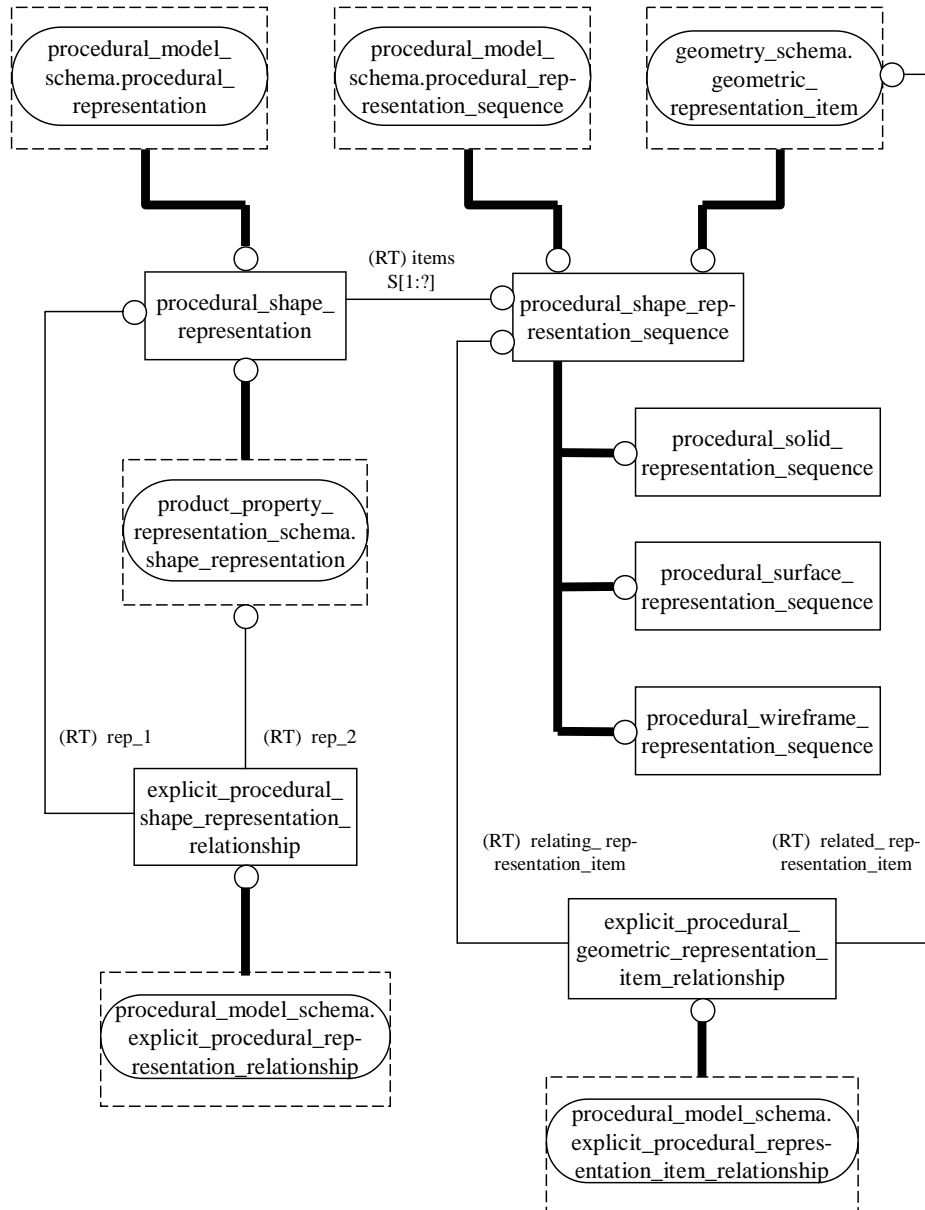 procedural_model_
schema.procedural_
representation
procedural_model_
schema.procedural_rep-
resentation_sequence
geometry_schema.
geometric_
representation_item
(RT) items
S[1:?]
procedural_shape_
representation
procedural_shape_rep-
resentation_sequence
procedural_solid_
representation_sequence
product_property_
representation_schema.
shape_representation
procedural_surface_
representation_sequence
procedural_wireframe_
representation_sequence
(RT) rep_1
(RT) rep_2
explicit_procedural_
shape_representation_
relationship
(RT) relating_ rep-
resentation_item
(RT) related_ rep-
resentation_item
explicit_procedural_
geometric_representation_
item_relationship
procedural_model_schema.
explicit_procedural_rep-
resentation_relationship
procedural_model_schema.
explicit_procedural_repres-
entation_item_relationship